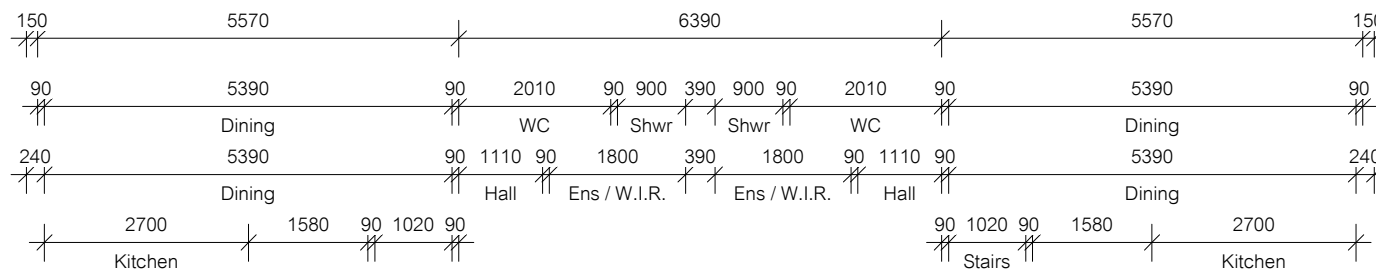 150 5570 6390 5570 150
90 5390 90 2010 90 900 390 900 90 2010 90 5390 90
Dining WC Shwr Shwr WC Dining
240 5390 90 1110 90 1800 390 1800 90 1110 90 5390 240
Dining Hall Ens / W.I.R. Ens / W.I.R. Hall Dining
2700 1580 90 1020 90 90 1020 90 1580 2700
Kitchen Stairs Kitchen